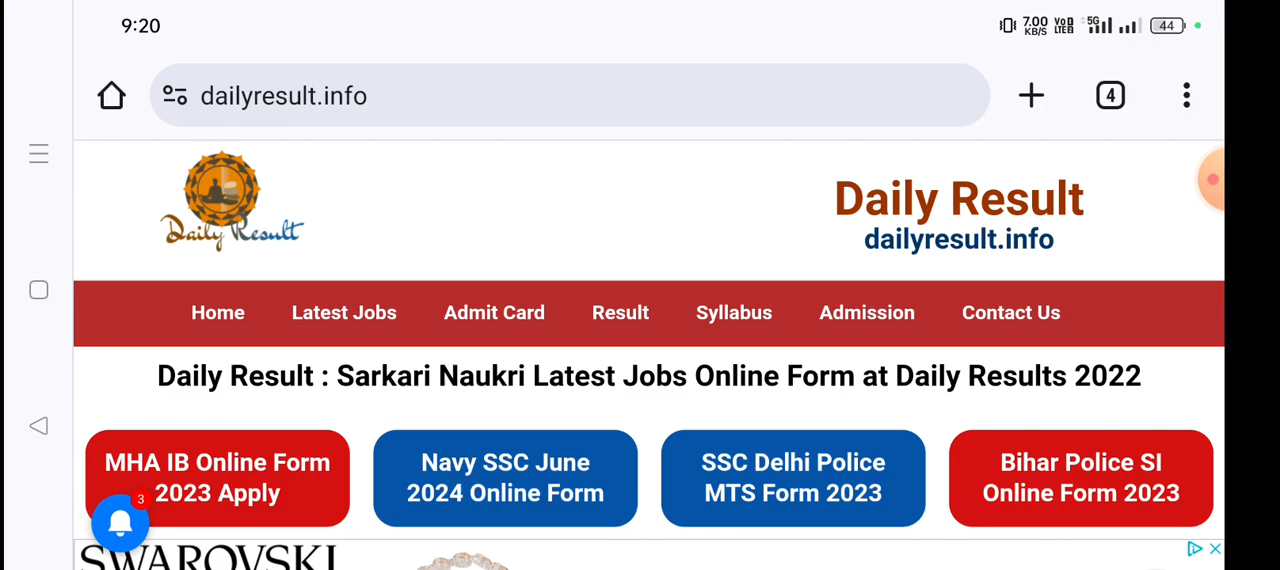 9:20
7.00
KB/S
Vo
LTE
5G
44
dailyresult.info
4
Daily Result
Daily Result
dailyresult.info
Home Latest Jobs Admit Card Result Syllabus Admission Contact Us
Daily Result : Sarkari Naukri Latest Jobs Online Form at Daily Results 2022
MHA IB Online Form
2023 Apply
3
Navy SSC June
2024 Online Form
SSC Delhi Police
MTS Form 2023
Bihar Police SI
Online Form 2023
SWAROVSKI